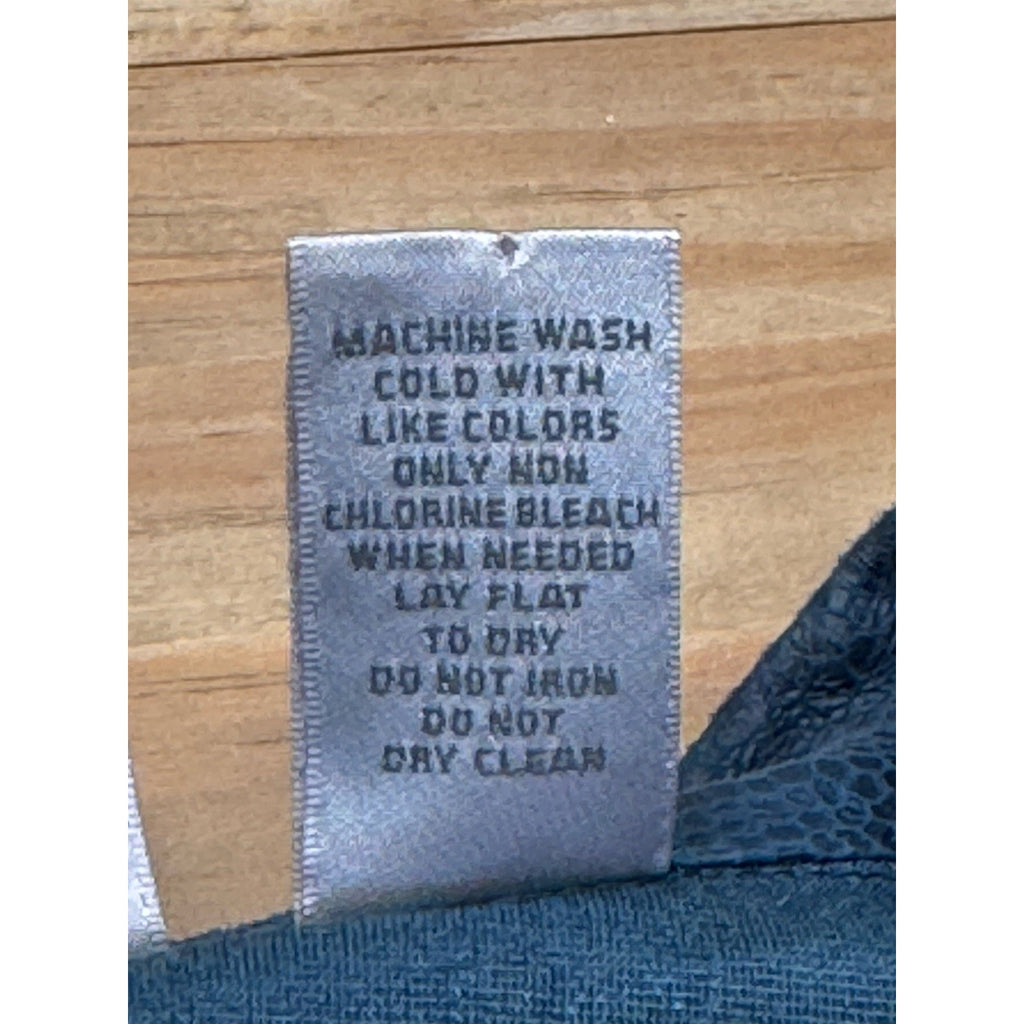 MACHINE WASH
COLD WITH
LIKE COLORS
ONLY NON
CHLORINE BLEACH
WHEN NEEDED
LAY FLAT
TO DRY
DO NOT IRON
DO NOT
DRY CLEAN